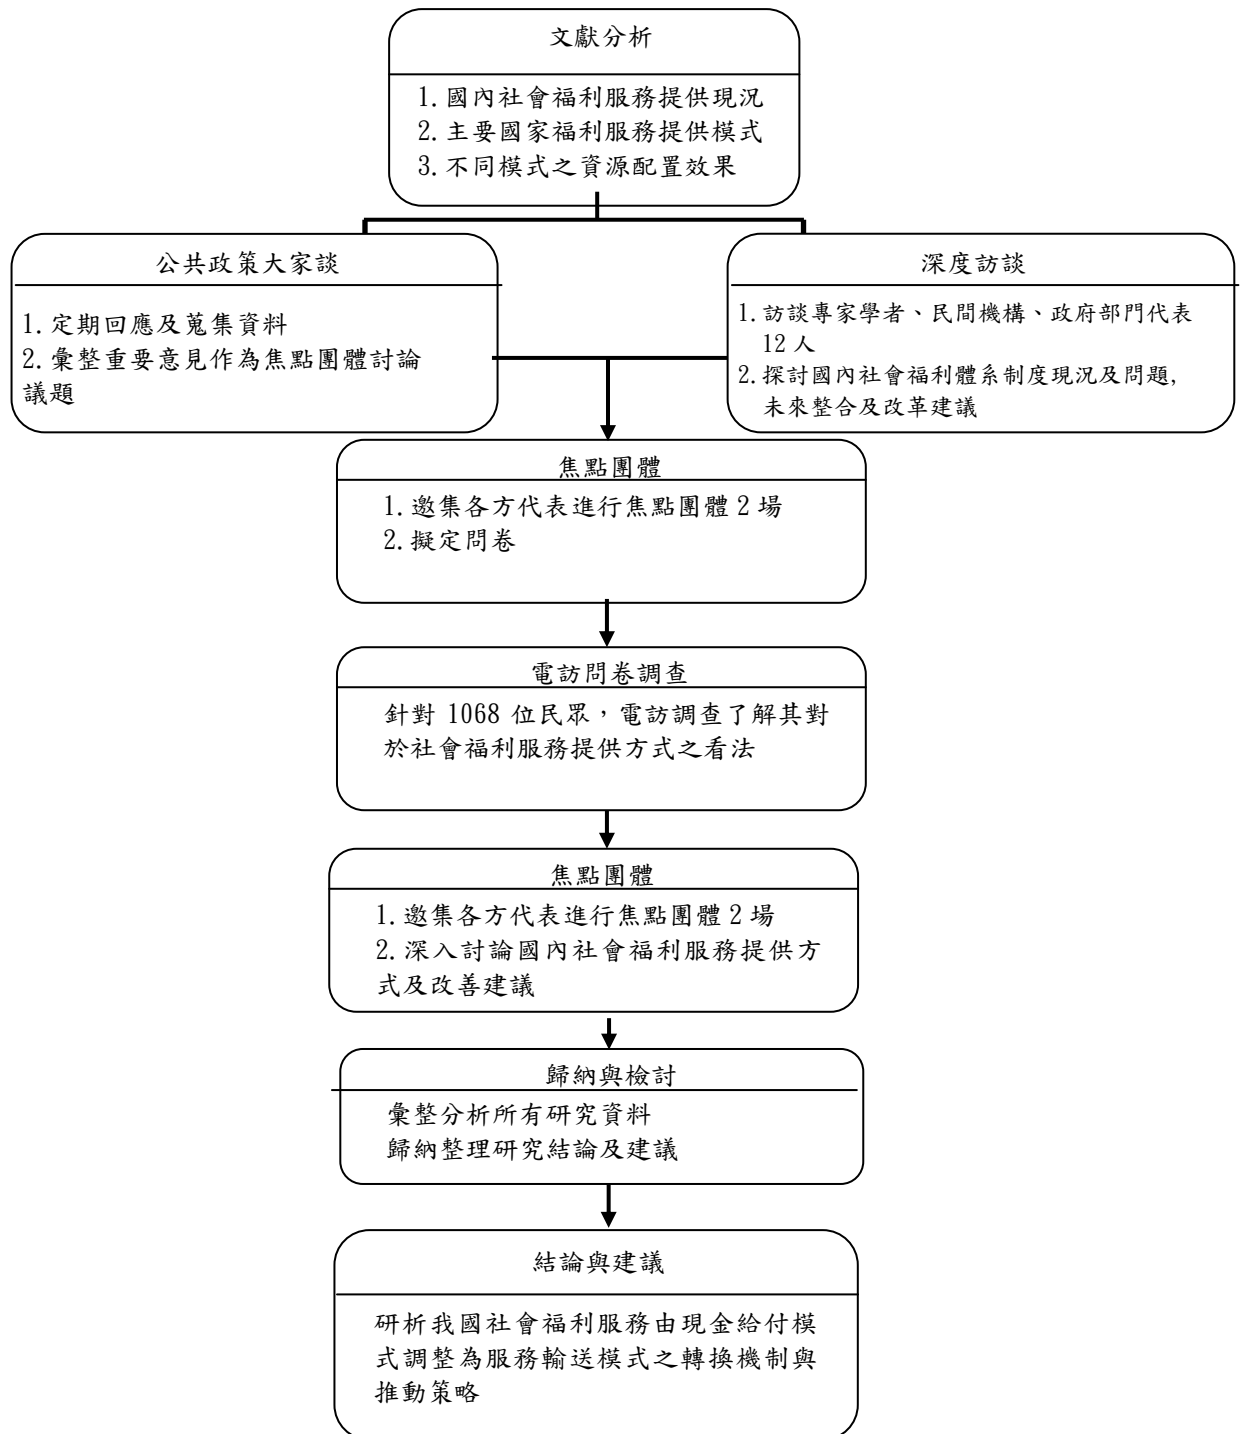 文獻分析
1.國內社會福利服務提供現況
2.主要國家福利服務提供模式
3.不同模式之資源配置效果
公共政策大家談
1.定期回應及蒐集資料
2.彙整重要意見作為焦點團體討論
議題
深度訪談
1.訪談專家學者、民間機構、政府部門代表
12人
2.探討國內社會福利體系制度現況及問題,
未來整合及改革建議
焦點團體
1.邀集各方代表進行焦點團體2場
2.擬定問卷
電訪問卷調查
針對 1068 位民眾，電訪調查了解其對
於社會福利服務提供方式之看法
焦點團體
1.邀集各方代表進行焦點團體2場
2.深入討論國內社會福利服務提供方
式及改善建議
歸納與檢討
彙整分析所有研究資料
歸納整理研究結論及建議
結論與建議
研析我國社會福利服務由現金給付模
式調整為服務輸送模式之轉換機制與
推動策略